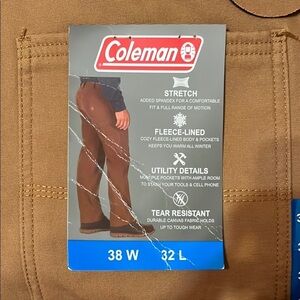 Coleman
STRETCH
ADDED SPANDEX FOR A COMFORTABLE
FIT & FULL RANGE OF MOTION
FLEECE-LINED
COZY FLEECE-LINED BODY & POCKETS
KEEPS YOU WARM ALL WINTER
UTILITY DETAILS
MULTIPLE POCKETS WITH AMPLE ROOM
TO STASH YOUR TOOLS & CELL PHONE
TEAR RESISTANT
DURABLE CANVAS FABRIC HOLDS
UP TO TOUGH WEAR
38 W 32 L